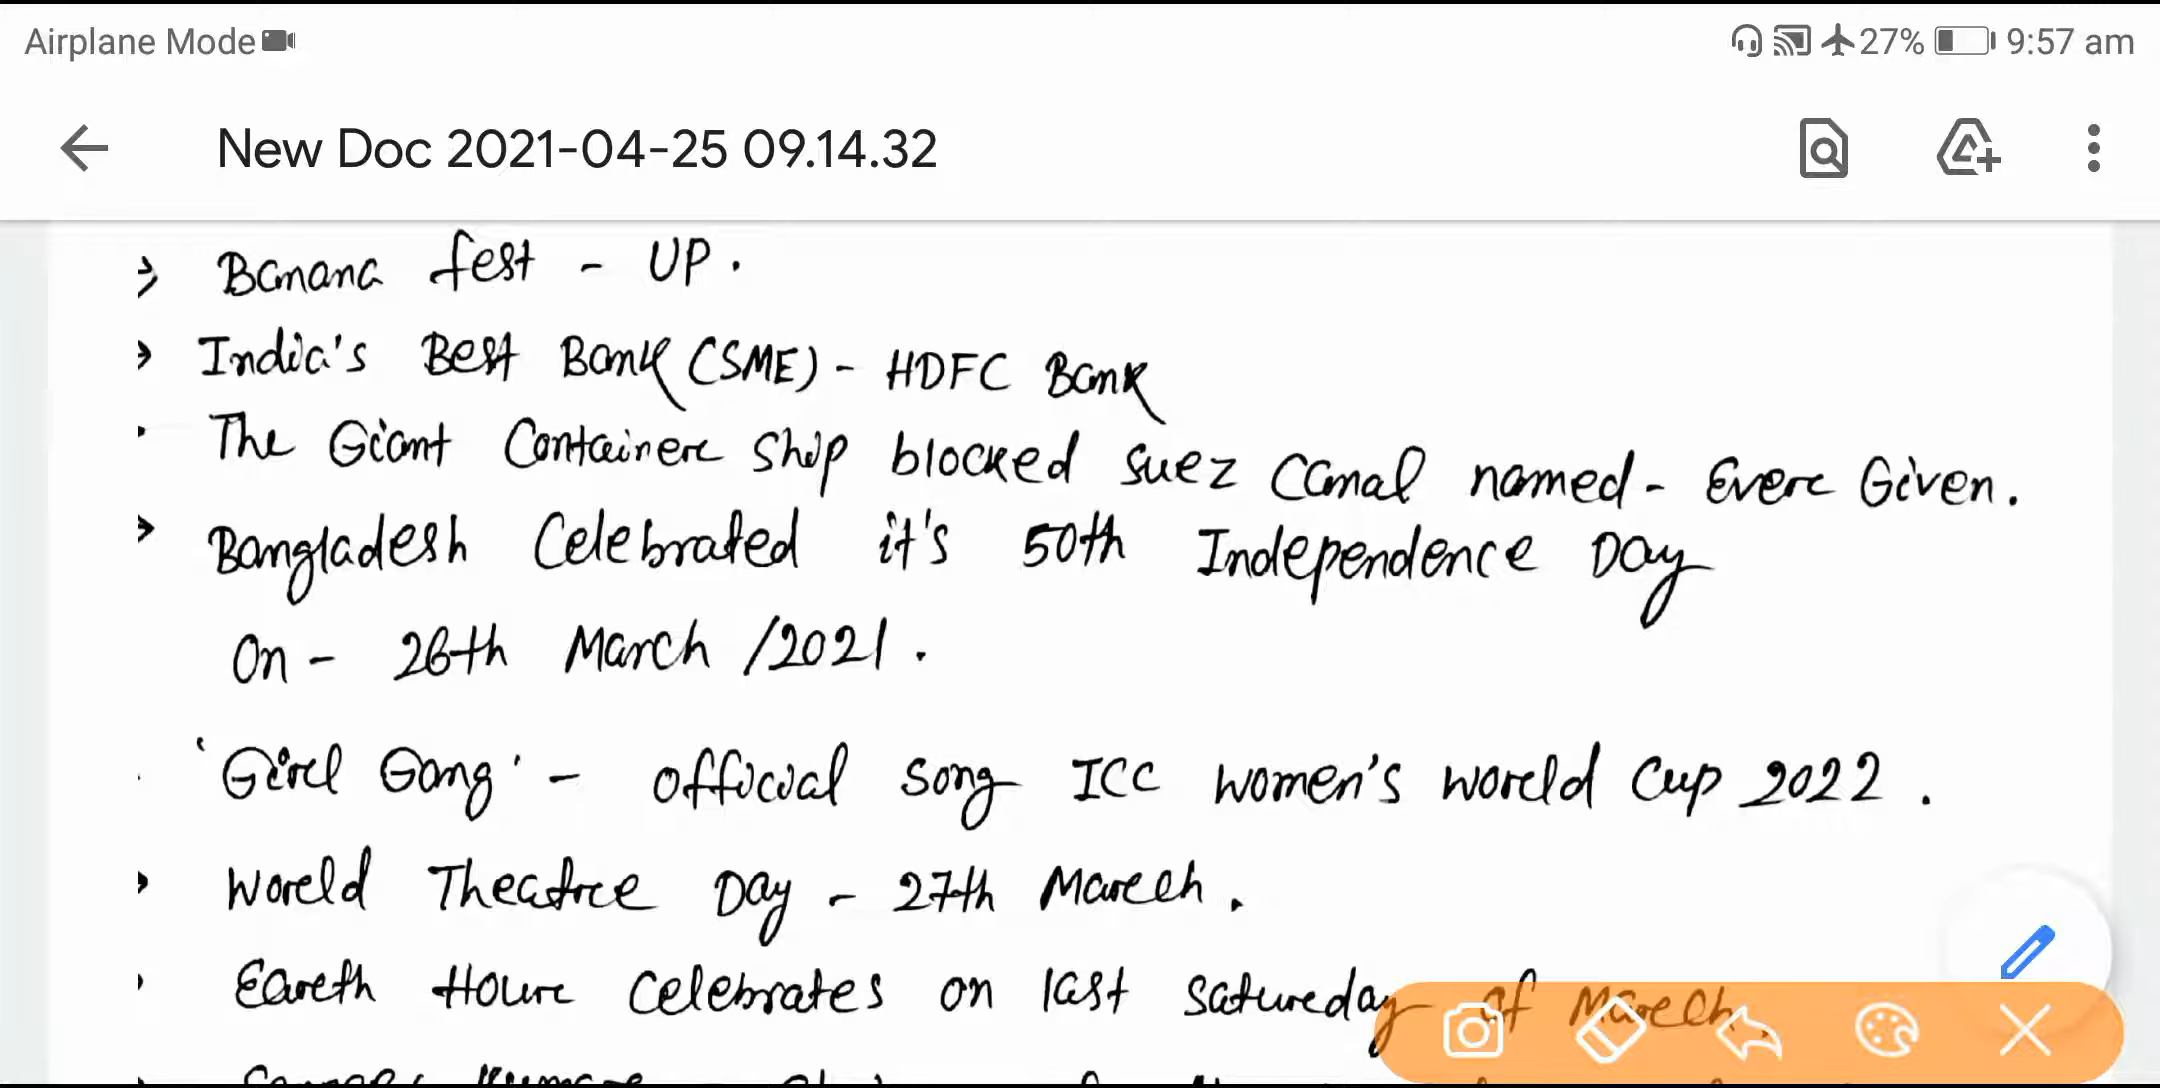 Airplane Mode 27% 9:57 am
New Doc 2021-04-25 09.14.32
Banana fest - UP.
India's Best Bank (SME) - HDFC Bank
The Giant Container Ship blocked Suez Canal named - Ever Given.
Bangladesh Celebrated it's 50th Independence Day
On - 26th March /2021.
'Girl Gang' - official song ICC women's world Cup 2022.
World Theatre Day - 27th March.
Earth Hour Celebrates on last Saturday of March.